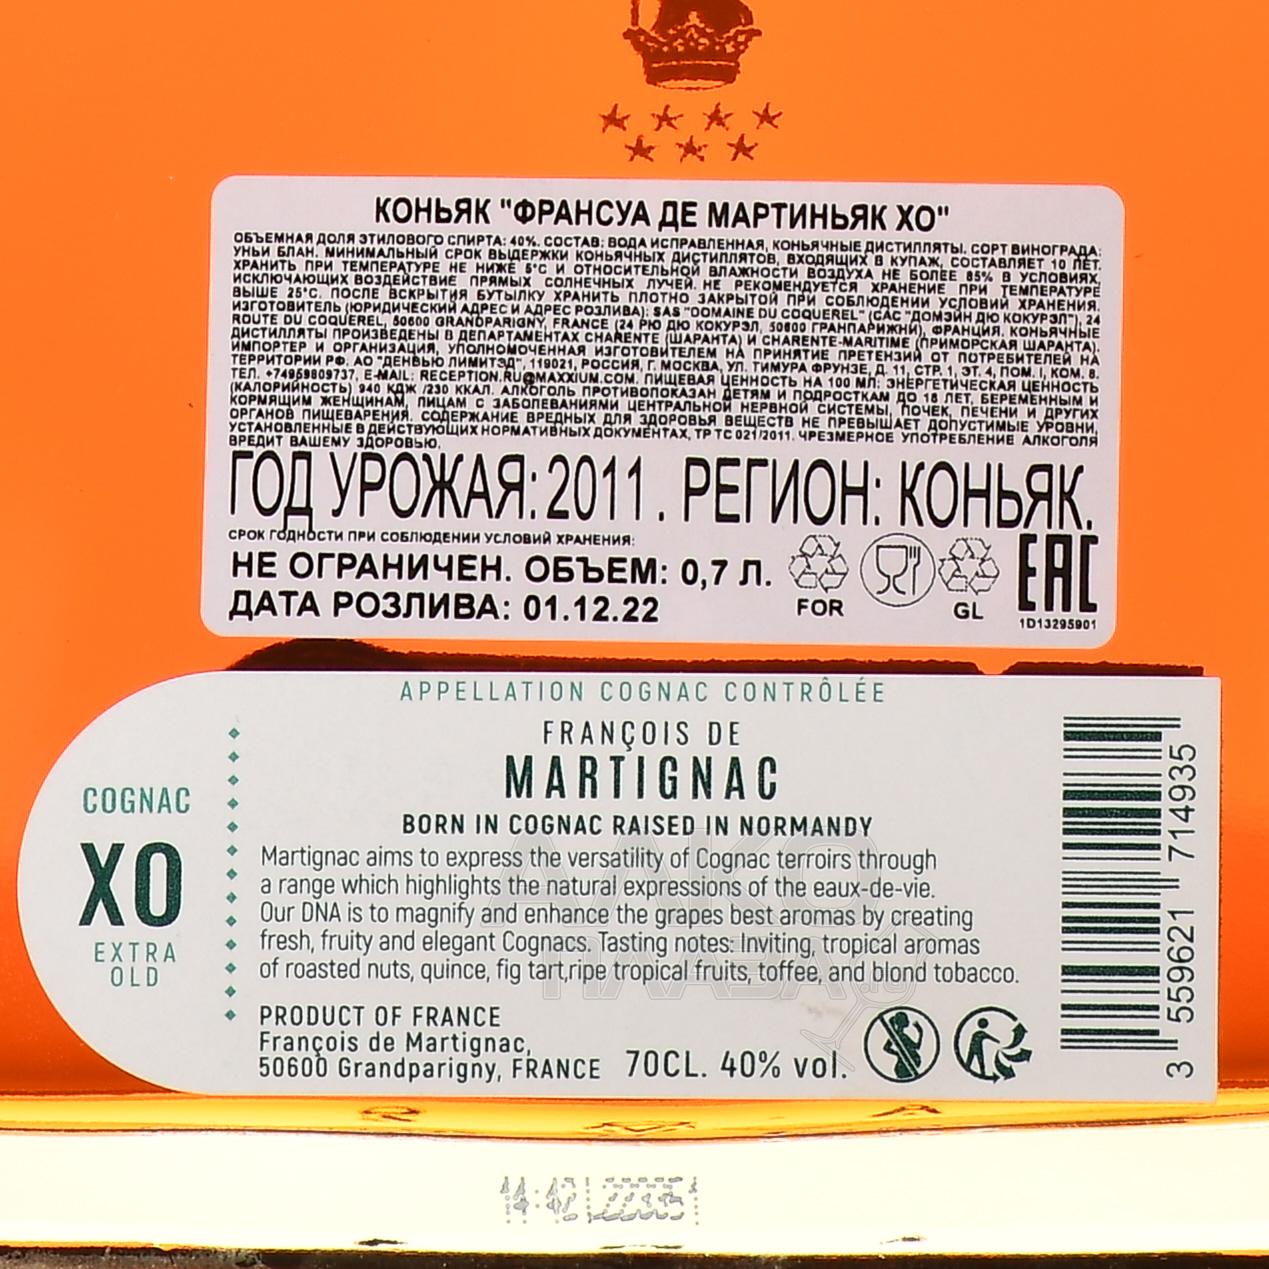 КОНЬЯК "ФРАНСУА ДЕ МАРТИНЬЯК ХО"
ОБЪЕМНАЯ ДОЛЯ ЭТИЛОВОГО СПИРТА: 40%. СОСТАВ: ВОДА ИСПРАВЛЕННАЯ, КОНЬЯЧНЫЕ ДИСТИЛЛЯТЫ. СОРТ ВИНОГРАДА:
УНЬИ БЛАН. МИНИМАЛЬНЫЙ СРОК ВЫДЕРЖКИ КОНЬЯЧНЫХ ДИСТИЛЛЯТОВ, ВХОДЯЩИХ В КУПАЖ, СОСТАВЛЯЕТ 10 ЛЕТ.
ХРАНИТЬ ПРИ ТЕМПЕРАТУРЕ НЕ НИЖЕ 5°С И ОТНОСИТЕЛЬНОЙ ВЛАЖНОСТИ ВОЗДУХА НЕ БОЛЕЕ 85% В УСЛОВИЯХ,
ИСКЛЮЧАЮЩИХ ВОЗДЕЙСТВИЕ ПРЯМЫХ СОЛНЕЧНЫХ ЛУЧЕЙ. НЕ РЕКОМЕНДУЕТСЯ ХРАНЕНИЕ ПРИ ТЕМПЕРАТУРЕ
ВЫШЕ 25°С. ПОСЛЕ ВСКРЫТИЯ БУТЫЛКУ ХРАНИТЬ ПЛОТНО ЗАКРЫТОЙ ПРИ СОБЛЮДЕНИИ УСЛОВИЙ ХРАНЕНИЯ.
ИЗГОТОВИТЕЛЬ (ЮРИДИЧЕСКИЙ АДРЕС И АДРЕС РОЗЛИВА): SAS "DOMAINE DU COQUEREL" (САС "ДОМЭЙН ДЮ КОКУРЭЛ"), 24
ROUTE DU COQUEREL, 50600 GRANDPARIGNY, FRANCE (24 РЮ ДЮ КОКУРЭЛ, 50600 ГРАНПАРИЖНИ), ФРАНЦИЯ. КОНЬЯЧНЫЕ
ДИСТИЛЛЯТЫ ПРОИЗВЕДЕНЫ В ДЕПАРТАМЕНТАХ CHARENTE (ШАРАНТА) И CHARENTE-MARITIME (ПРИМОРСКАЯ ШАРАНТА).
ИМПОРТЕР И ОРГАНИЗАЦИЯ, УПОЛНОМОЧЕННАЯ ИЗГОТОВИТЕЛЕМ НА ПРИНЯТИЕ ПРЕТЕНЗИЙ ОТ ПОТРЕБИТЕЛЕЙ НА
ТЕРРИТОРИИ РФ, АО "ДЕНВЬЮ ЛИМИТЭД", 119021, РОССИЯ, Г. МОСКВА, УЛ. ТИМУРА ФРУНЗЕ, Д. 11, СТР. 1, ЭТ. 4, ПОМ. I, КОМ. 8.
ТЕЛ. +74959809737, E-MAIL: RECEPTION.RU@MAXXIUM.COM. ПИЩЕВАЯ ЦЕННОСТЬ НА 100 МЛ: ЭНЕРГЕТИЧЕСКАЯ ЦЕННОСТЬ
(КАЛОРИЙНОСТЬ) 940 КДЖ /230 ККАЛ. АЛКОГОЛЬ ПРОТИВОПОКАЗАН ДЕТЯМ И ПОДРОСТКАМ ДО 18 ЛЕТ, БЕРЕМЕННЫМ И
КОРМЯЩИМ ЖЕНЩИНАМ, ЛИЦАМ С ЗАБОЛЕВАНИЯМИ ЦЕНТРАЛЬНОЙ НЕРВНОЙ СИСТЕМЫ, ПОЧЕК, ПЕЧЕНИ И ДРУГИХ
ОРГАНОВ ПИЩЕВАРЕНИЯ. СОДЕРЖАНИЕ ВРЕДНЫХ ДЛЯ ЗДОРОВЬЯ ВЕЩЕСТВ НЕ ПРЕВЫШАЕТ ДОПУСТИМЫЕ УРОВНИ,
УСТАНОВЛЕННЫЕ В ДЕЙСТВУЮЩИХ НОРМАТИВНЫХ ДОКУМЕНТАХ, ТР ТС 021/2011. ЧРЕЗМЕРНОЕ УПОТРЕБЛЕНИЕ АЛКОГОЛЯ
ВРЕДИТ ВАШЕМУ ЗДОРОВЬЮ.
ГОД УРОЖАЯ: 2011. РЕГИОН: КОНЬЯК.
СРОК ГОДНОСТИ ПРИ СОБЛЮДЕНИИ УСЛОВИЙ ХРАНЕНИЯ:
НЕ ОГРАНИЧЕН. ОБЪЕМ: 0,7 Л.
ДАТА РОЗЛИВА: 01.12.22
FOR
GL
EAC
1D13295901
APPELLATION COGNAC CONTRÔLÉE
FRANÇOIS DE
MARTIGNAC
BORN IN COGNAC RAISED IN NORMANDY
COGNAC
XO
EXTRA
OLD
Martignac aims to express the versatility of Cognac terroirs through
a range which highlights the natural expressions of the eaux-de-vie.
Our DNA is to magnify and enhance the grapes best aromas by creating
fresh, fruity and elegant Cognacs. Tasting notes: Inviting, tropical aromas
of roasted nuts, quince, fig tart,ripe tropical fruits, toffee, and blond tobacco.
PRODUCT OF FRANCE
François de Martignac,
50600 Grandparigny, FRANCE
70CL. 40% vol.
3 559621 714935
АЛКО
ПЛАЗА.ru